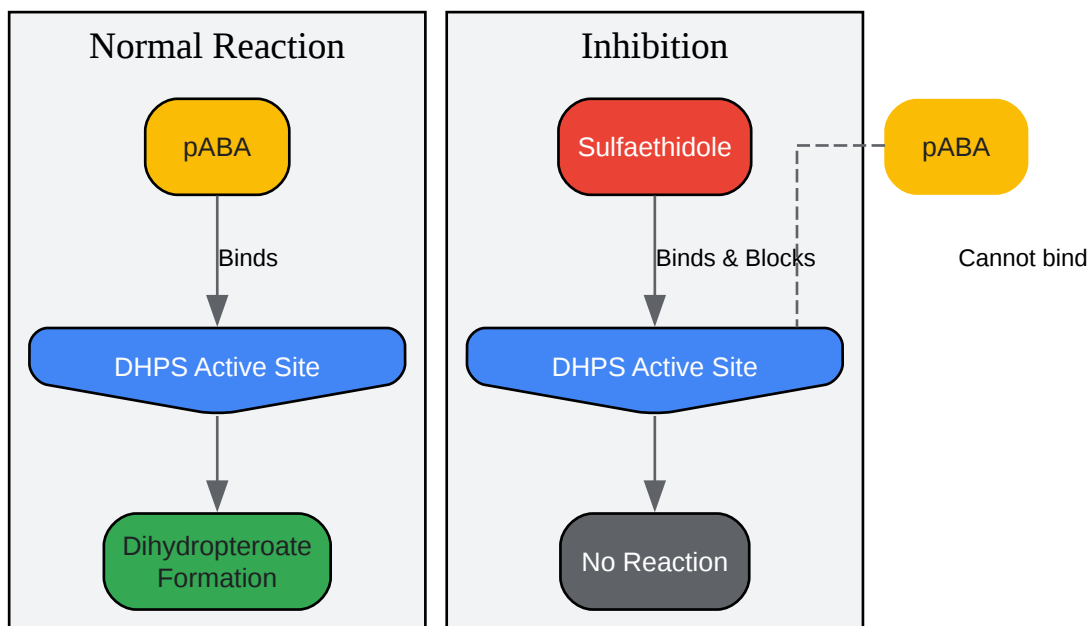 Normal Reaction
pABA
Binds
DHPS Active Site
Dihydropteroate
Formation
Inhibition
Sulfaethidole
pABA
Binds & Blocks
Cannot bind
DHPS Active Site
No Reaction